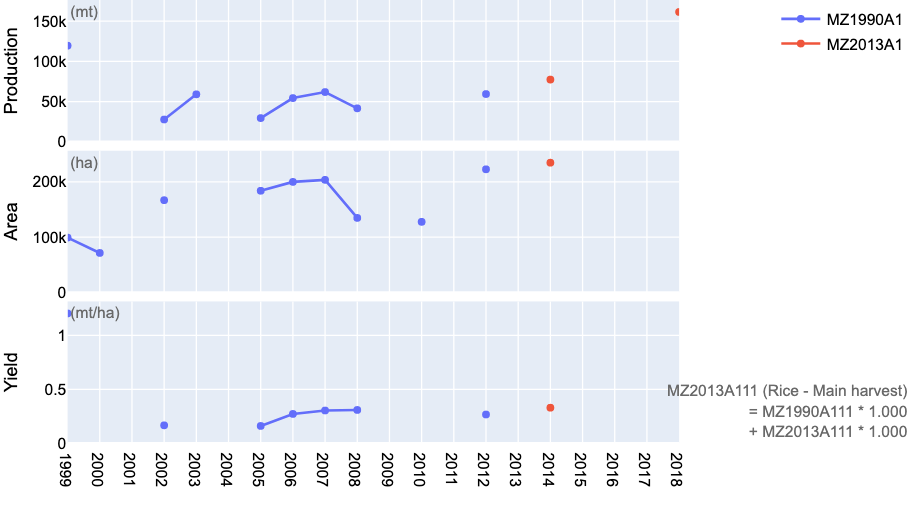 (mt)
Production
150k
100k
50k
0
MZ1990A1
MZ2013A1
(ha)
Area
200k
100k
0
(mt/ha)
Yield
1
0.5
0
MZ2013A111 (Rice - Main harvest)
= MZ1990A111 * 1.000
+ MZ2013A111 * 1.000
1999
2000
2001
2002
2003
2004
2005
2006
2007
2008
2009
2010
2011
2012
2013
2014
2015
2016
2017
2018